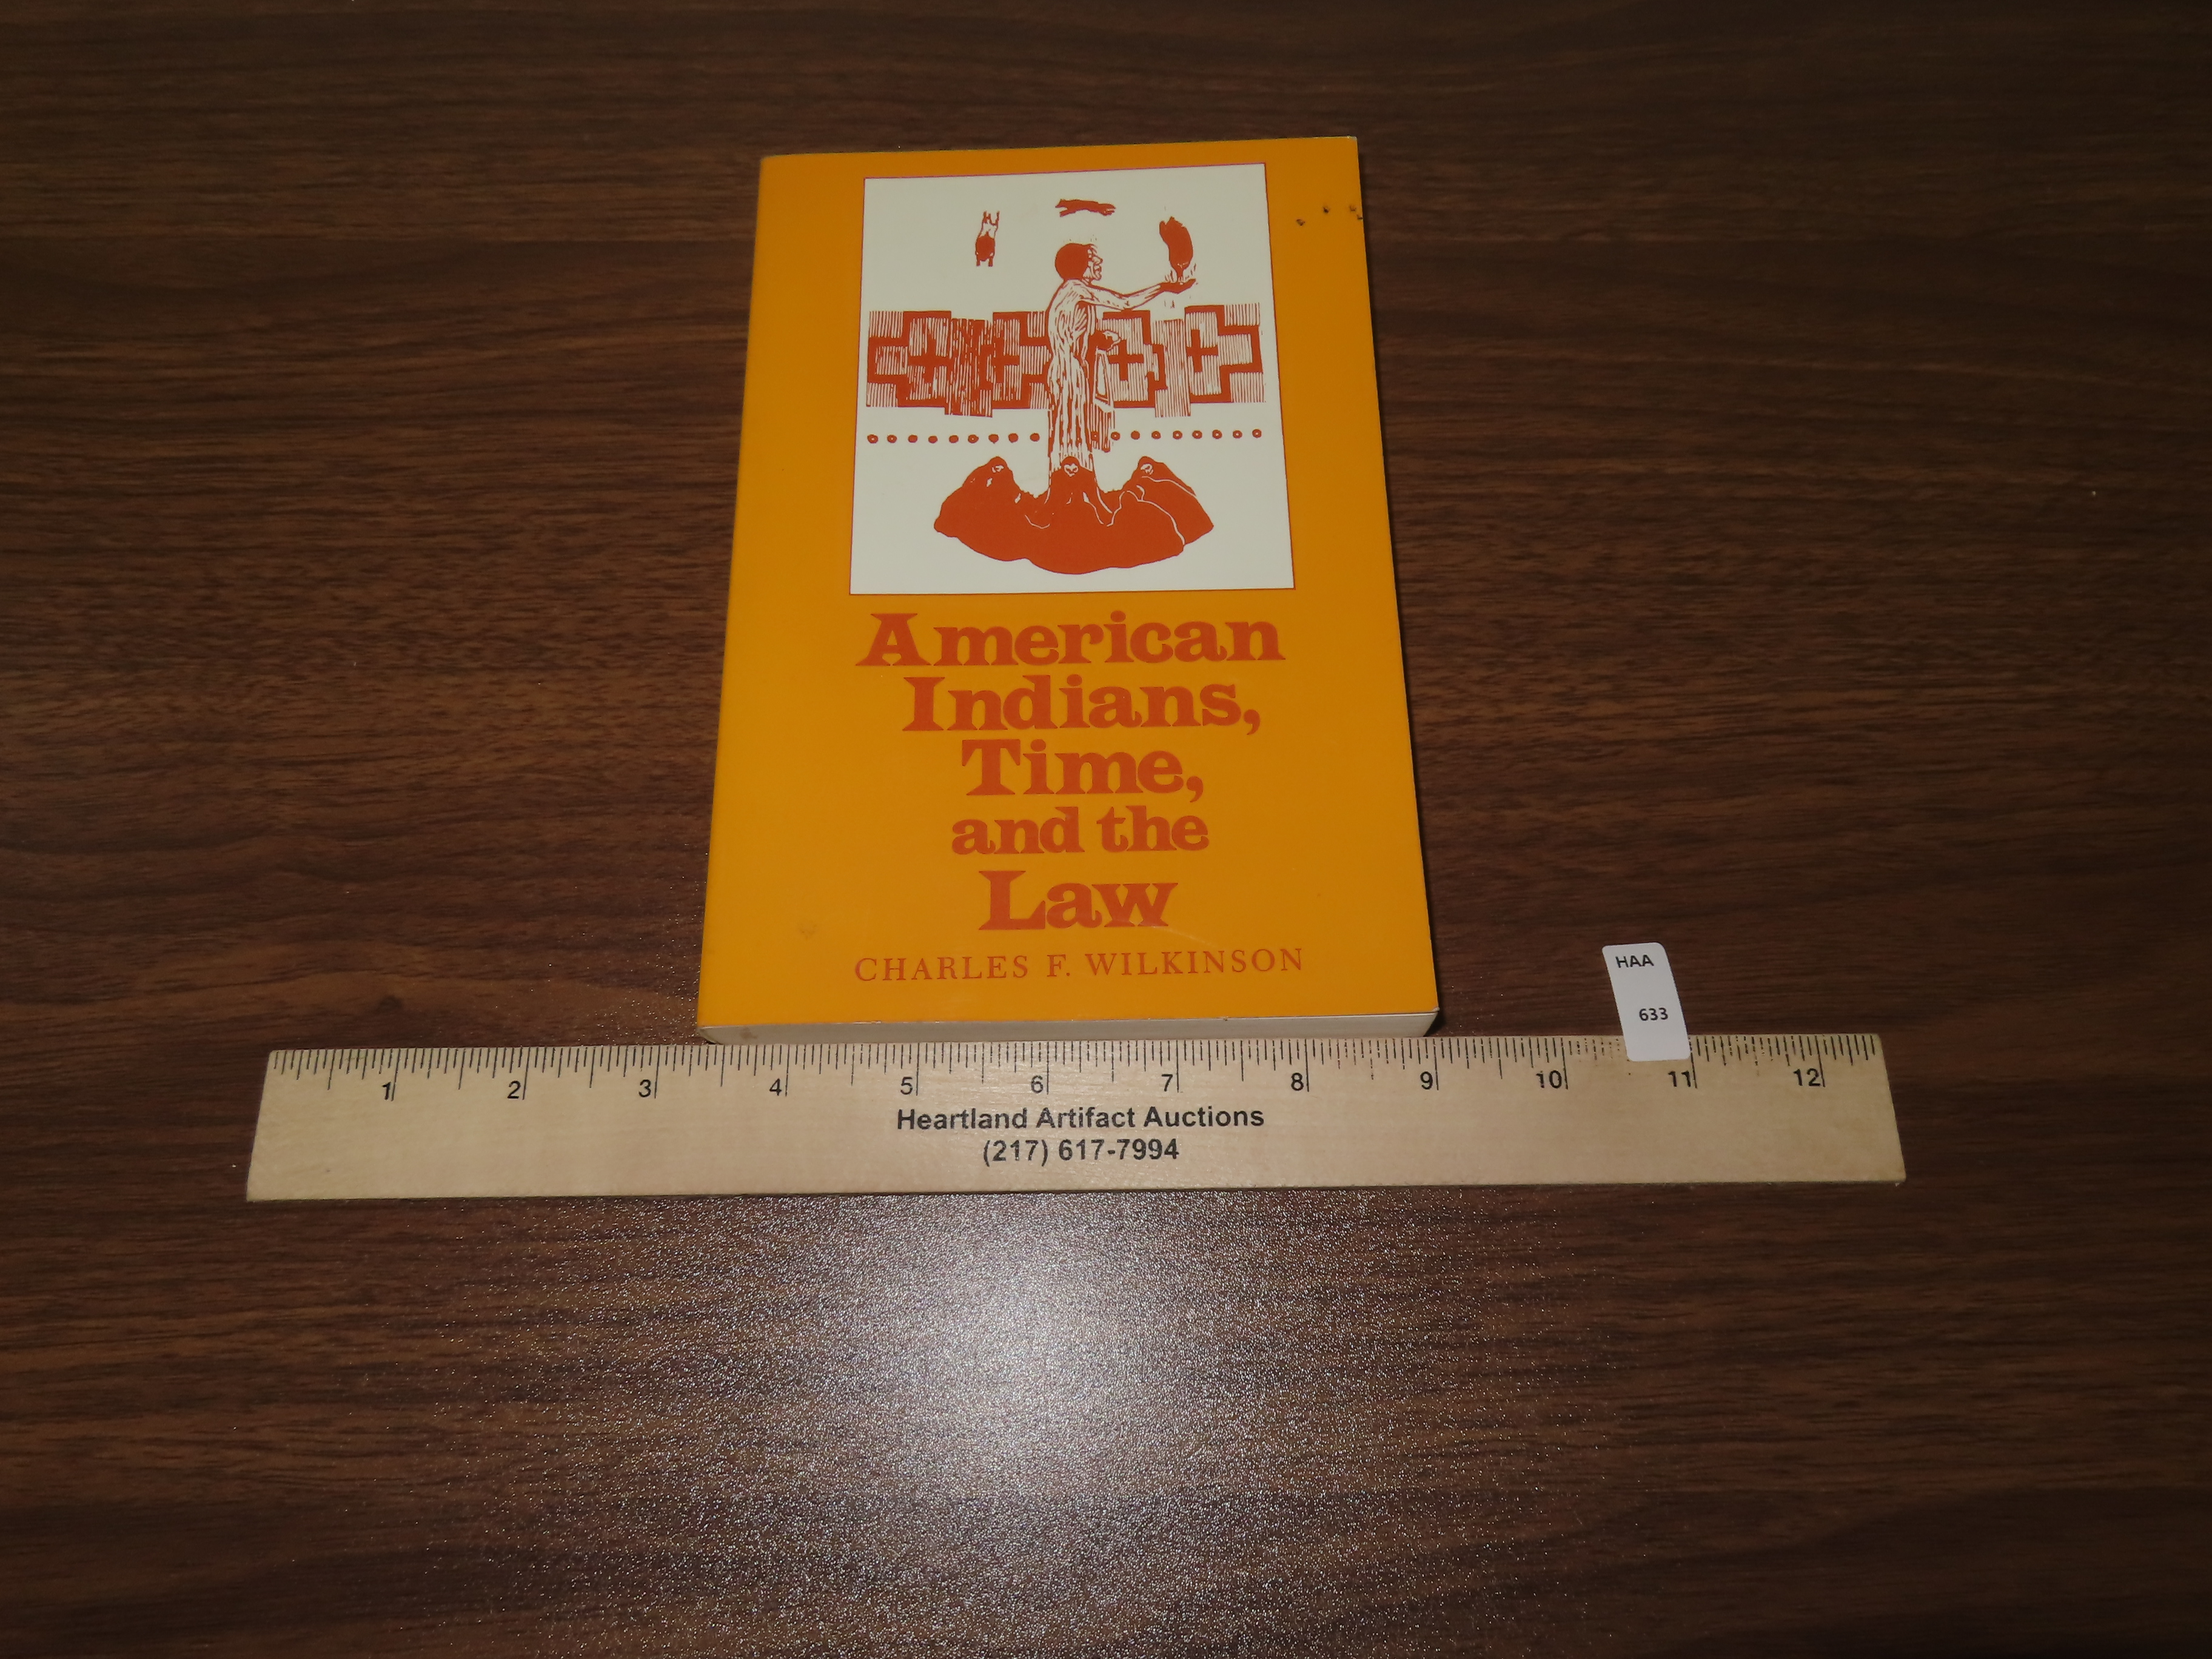 American
Indians,
Time,
and the
Law
CHARLES F. WILKINSON
HAA
633
1 2 3 4 5 6 7 8 9 10 11 12
Heartland Artifact Auctions
(217) 617-7994